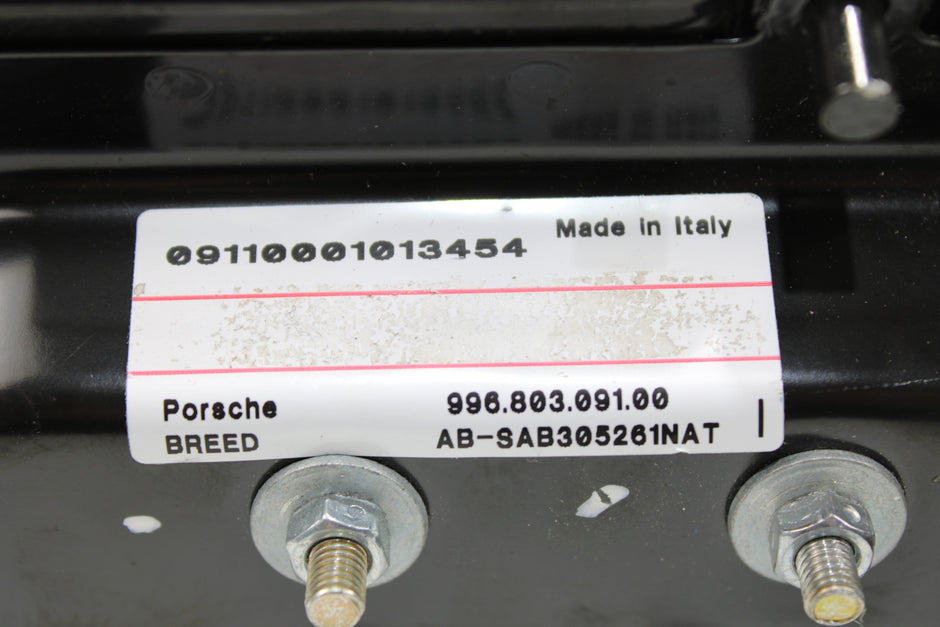 09110001013454
Made in Italy
Porsche
996.803.091.00
BREED
AB-SAB305261NAT